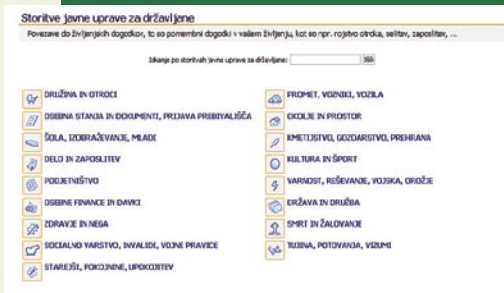 Storitve javne uprave za državljane
Povezave do življenjskih dogodkov, to so pomembni dogodki v vašem življenju, kot so npr. rojstvo otroka, selitev, zaposlitev, ...
Iskanje po storitvah javne uprave za državljane:
Išči
DRUŽINA IN OTROCI
OSEBNA STANJA IN DOKUMENTI, PRIJAVA PREBIVALIŠČA
ŠOLA, IZOBRAŽEVANJE, MLADI
DELO IN ZAPOSLITEV
PODJETNIŠTVO
OSEBNE FINANCE IN DAVKI
ZDRAVJE IN NEGA
SOCIALNO VARSTVO, INVALIDI, VOJNE PRAVICE
STAREJŠI, POKOJNINE, UPOKOJITEV
PROMET, VOZNIKI, VOZILA
OKOLJE IN PROSTOR
KMETIJSTVO, GOZDARSTVO, PREHRANA
KULTURA IN ŠPORT
VARNOST, REŠEVANJE, VOJSKA, OROŽJE
DRŽAVA IN DRUŽBA
SMRT IN ŽALOVANJE
TUJINA, POTOVANJA, VIZUMI